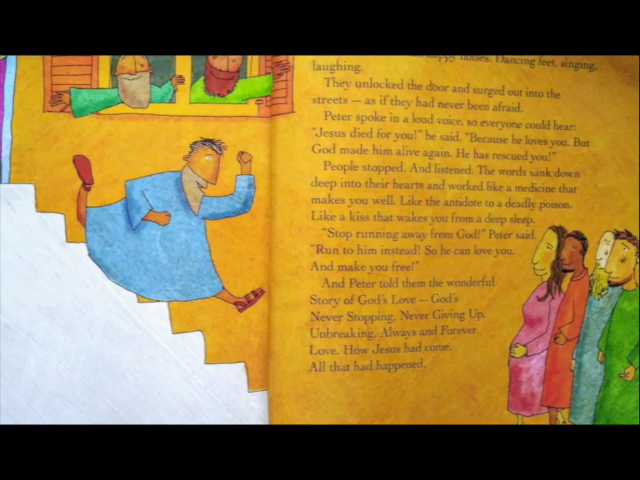 happy noises. Dancing feet, singing,
laughing.
They unlocked the door and surged out into the
streets — as if they had never been afraid.
Peter spoke in a loud voice, so everyone could hear:
"Jesus died for you!" he said. "Because he loves you. But
God made him alive again. He has rescued you!"
People stopped. And listened. The words sank down
deep into their hearts and worked like a medicine that
makes you well. Like the antidote to a deadly poison.
Like a kiss that wakes you from a deep sleep.
"Stop running away from God!" Peter said.
"Run to him instead! So he can love you.
And make you free!"
And Peter told them the wonderful
Story of God's Love — God's
Never Stopping, Never Giving Up,
Unbreaking, Always and Forever
Love. How Jesus had come.
All that had happened.